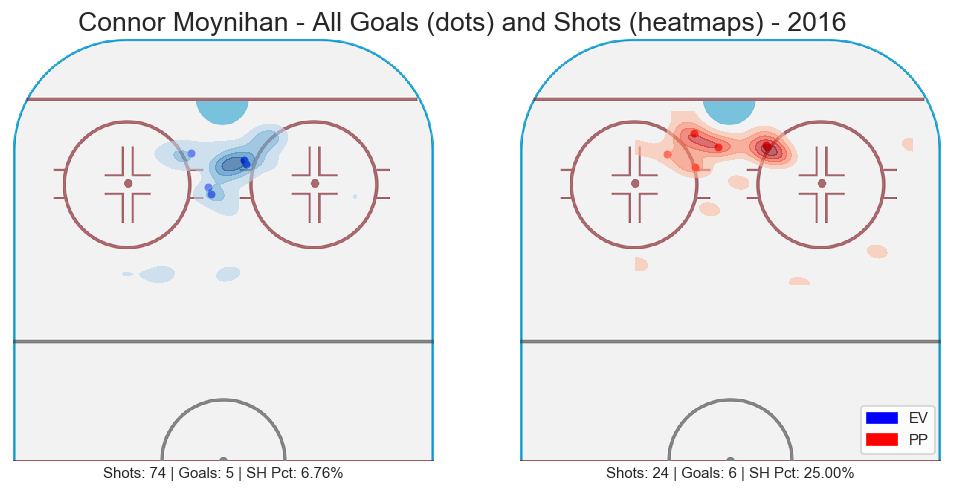 Connor Moynihan - All Goals (dots) and Shots (heatmaps) - 2016
EV
PP
Shots: 74 | Goals: 5 | SH Pct: 6.76%
Shots: 24 | Goals: 6 | SH Pct: 25.00%